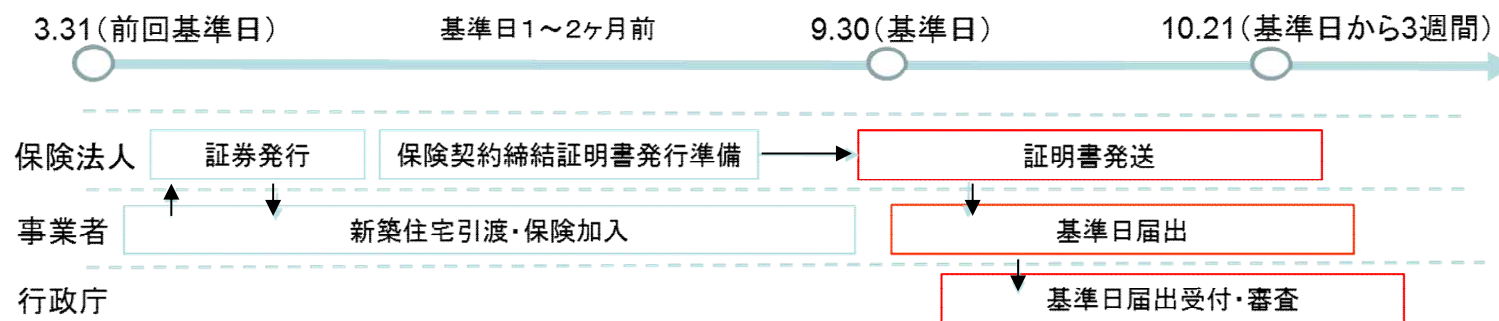 3.31(前回基準日)
基準日1～2ヶ月前
9.30(基準日)
10.21(基準日から3週間)
保険法人
証券発行
保険契約締結証明書発行準備
証明書発送
事業者
新築住宅引渡・保険加入
基準日届出
行政庁
基準日届出受付・審査